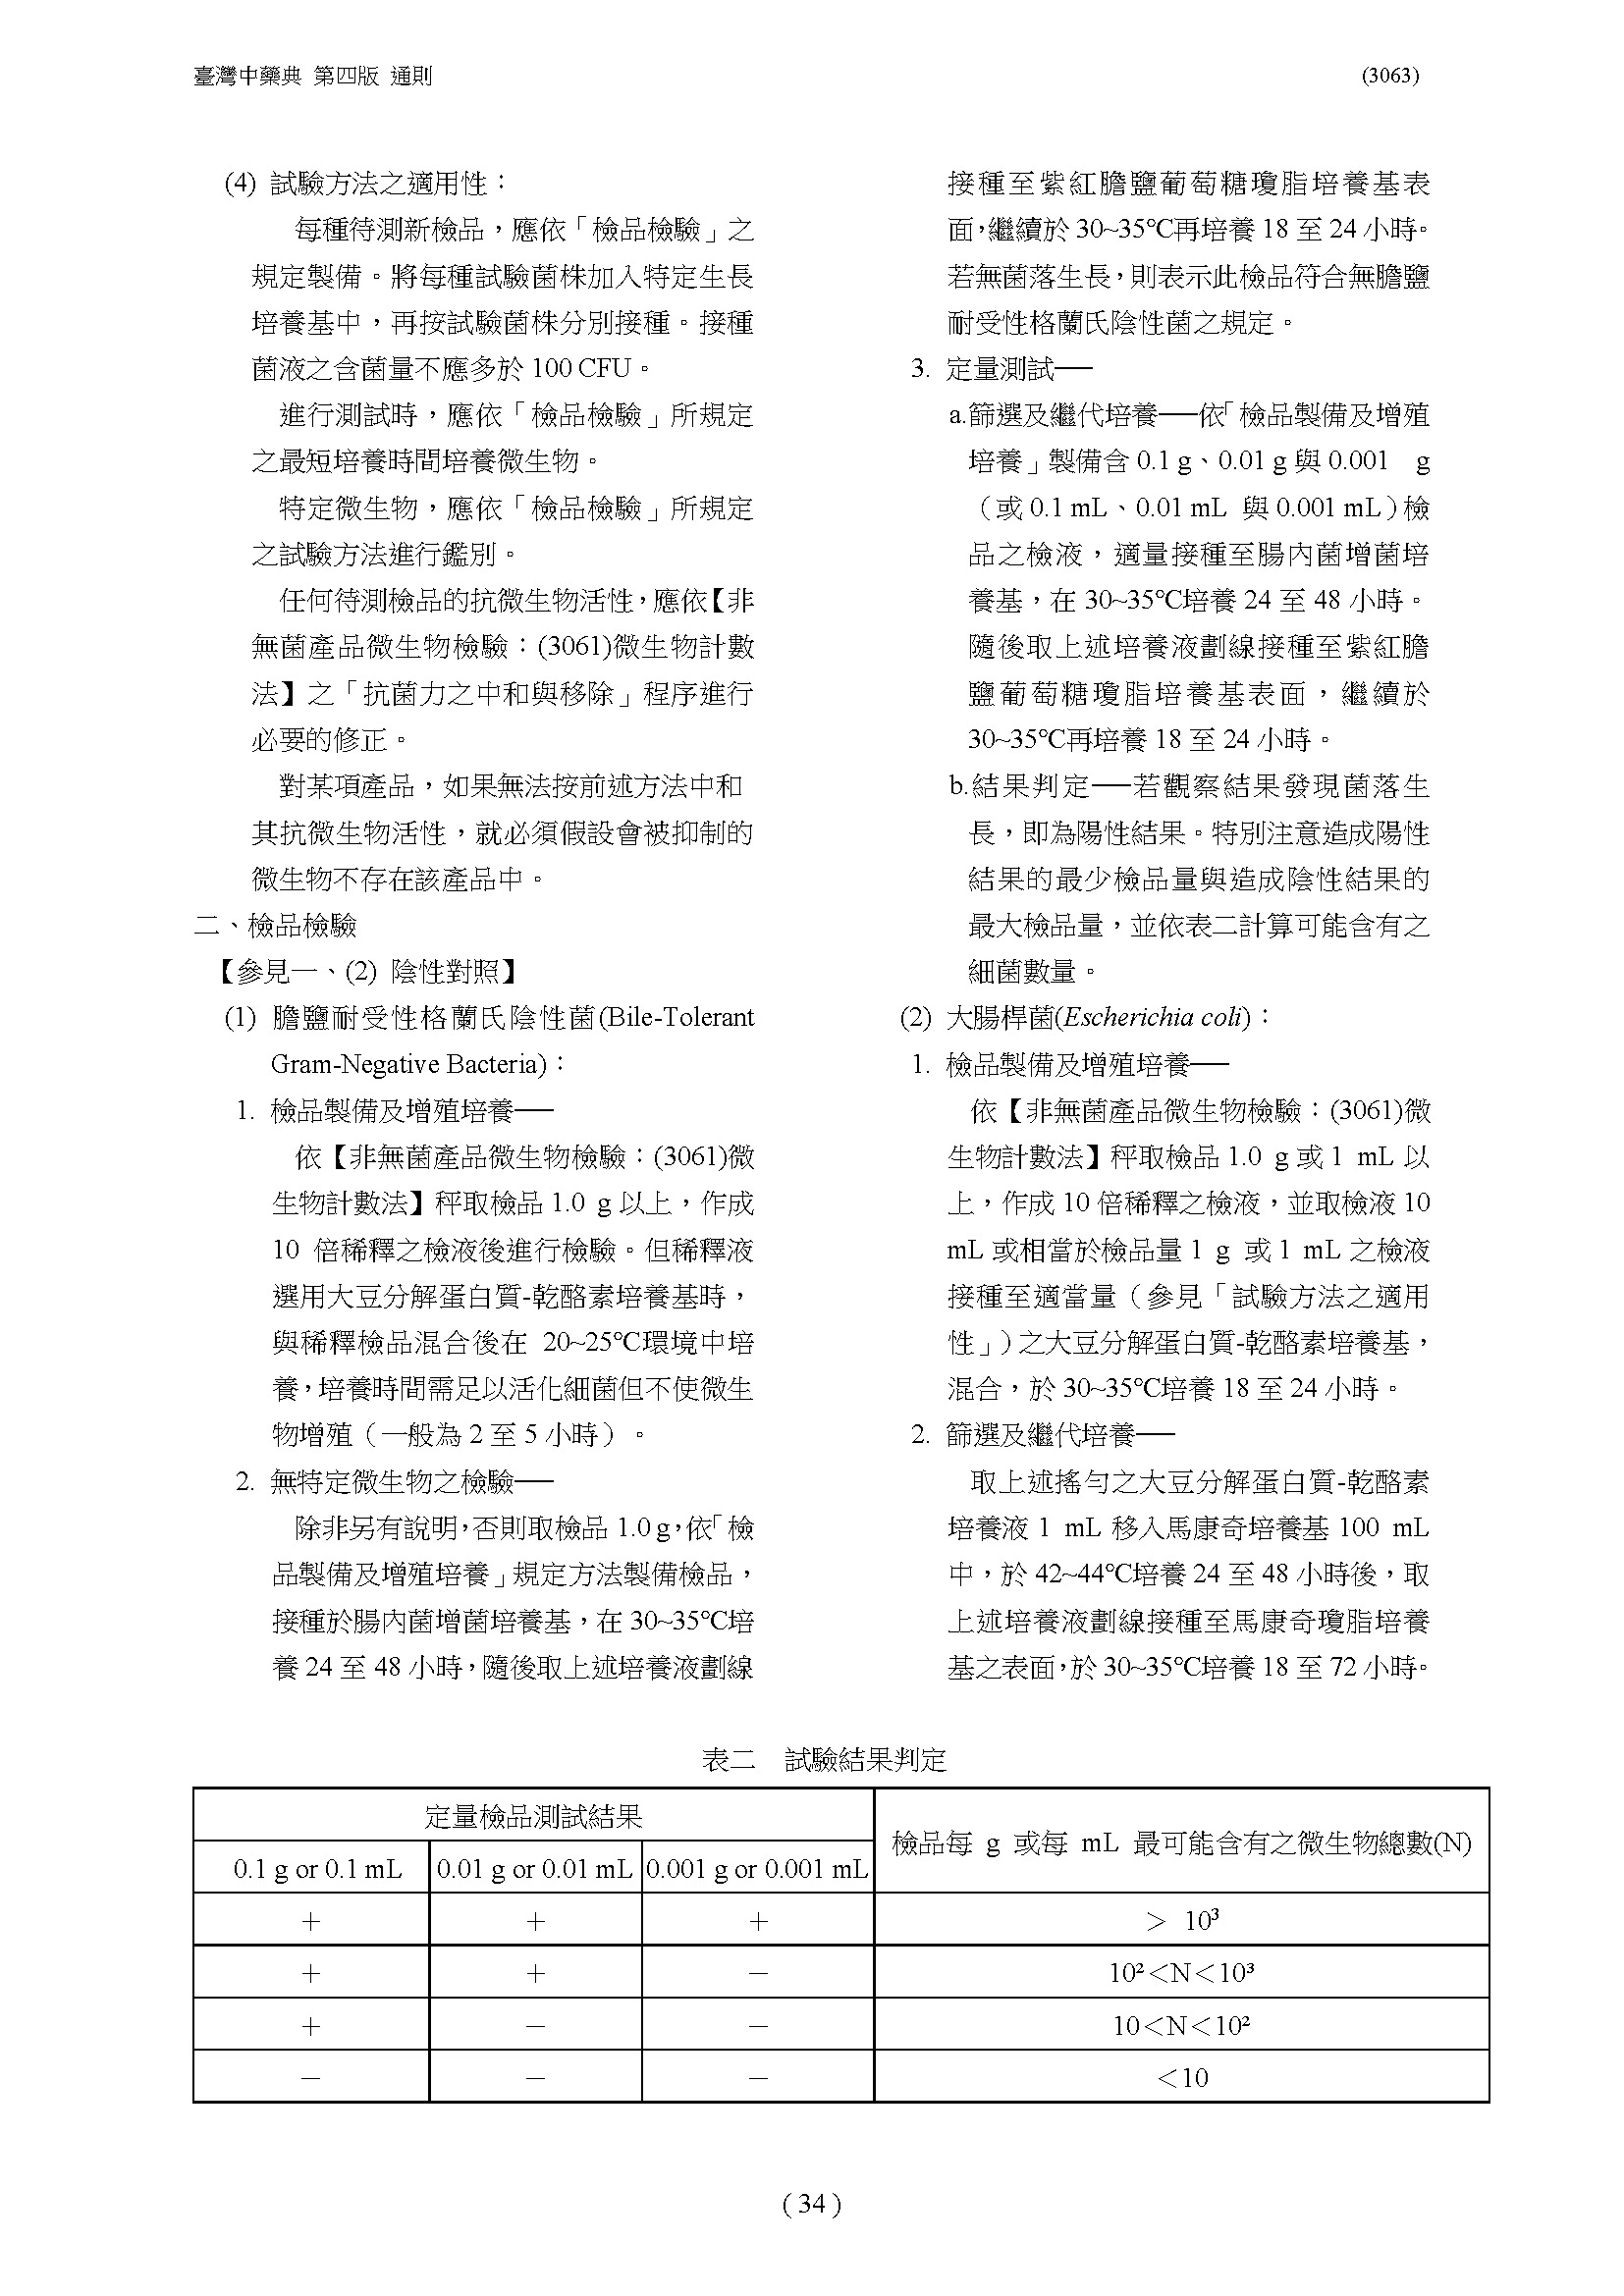 臺灣中藥典 第四版 通則
(3063)
(4) 試驗方法之適用性：
每種待測新檢品，應依「檢品檢驗」之
規定製備。將每種試驗菌株加入特定生長
培養基中，再按試驗菌株分別接種。接種
菌液之含菌量不應多於 100 CFU。
進行測試時，應依「檢品檢驗」所規定
之最短培養時間培養微生物。
特定微生物，應依「檢品檢驗」所規定
之試驗方法進行鑑別。
任何待測檢品的抗微生物活性，應依【非
無菌產品微生物檢驗：(3061)微生物計數
法】之「抗菌力之中和與移除」程序進行
必要的修正。
對某項產品，如果無法按前述方法中和
其抗微生物活性，就必須假設會被抑制的
微生物不存在該產品中。
二、檢品檢驗
【參見一、(2) 陰性對照】
(1) 膽鹽耐受性格蘭氏陰性菌(Bile-Tolerant
Gram-Negative Bacteria)：
1. 檢品製備及增殖培養──
依【非無菌產品微生物檢驗：(3061)微
生物計數法】秤取檢品 1.0 g 以上，作成
10 倍稀釋之檢液後進行檢驗。但稀釋液
選用大豆分解蛋白質-乾酪素培養基時，
與稀釋檢品混合後在 20~25℃環境中培
養，培養時間需足以活化細菌但不使微生
物增殖（一般為 2 至 5 小時）。
2. 無特定微生物之檢驗──
除非另有說明，否則取檢品 1.0 g，依「檢
品製備及增殖培養」規定方法製備檢品，
接種於腸內菌增菌培養基，在 30~35℃培
養 24 至 48 小時，隨後取上述培養液劃線
接種至紫紅膽鹽葡萄糖瓊脂培養基表
面，繼續於 30~35℃再培養 18 至 24 小時。
若無菌落生長，則表示此檢品符合無膽鹽
耐受性格蘭氏陰性菌之規定。
3. 定量測試──
a.篩選及繼代培養──依「檢品製備及增殖
培養」製備含 0.1 g、0.01 g 與 0.001 g
（或 0.1 mL、0.01 mL 與 0.001 mL）檢
品之檢液，適量接種至腸內菌增菌培
養基，在 30~35℃培養 24 至 48 小時。
隨後取上述培養液劃線接種至紫紅膽
鹽葡萄糖瓊脂培養基表面，繼續於
30~35℃再培養 18 至 24 小時。
b.結果判定──若觀察結果發現菌落生
長，即為陽性結果。特別注意造成陽性
結果的最少檢品量與造成陰性結果的
最大檢品量，並依表二計算可能含有之
細菌數量。
(2) 大腸桿菌(Escherichia coli)：
1. 檢品製備及增殖培養──
依【非無菌產品微生物檢驗：(3061)微
生物計數法】秤取檢品 1.0 g 或 1 mL 以
上，作成 10 倍稀釋之檢液，並取檢液 10
mL 或相當於檢品量 1 g 或 1 mL 之檢液
接種至適當量（參見「試驗方法之適用
性」）之大豆分解蛋白質-乾酪素培養基，
混合，於 30~35℃培養 18 至 24 小時。
2. 篩選及繼代培養──
取上述搖勻之大豆分解蛋白質-乾酪素
培養液 1 mL 移入馬康奇培養基 100 mL
中，於 42~44℃培養 24 至 48 小時後，取
上述培養液劃線接種至馬康奇瓊脂培養
基之表面，於 30~35℃培養 18 至 72 小時。
表二 試驗結果判定
定量檢品測試結果
檢品每 g 或每 mL 最可能含有之微生物總數(N)
0.1 g or 0.1 mL 0.01 g or 0.01 mL 0.001 g or 0.001 mL
＋ ＋ ＋ ＞ 10³
＋ ＋ － 10²＜N＜10³
＋ － － 10＜N＜10²
－ － － ＜10
( 34 )